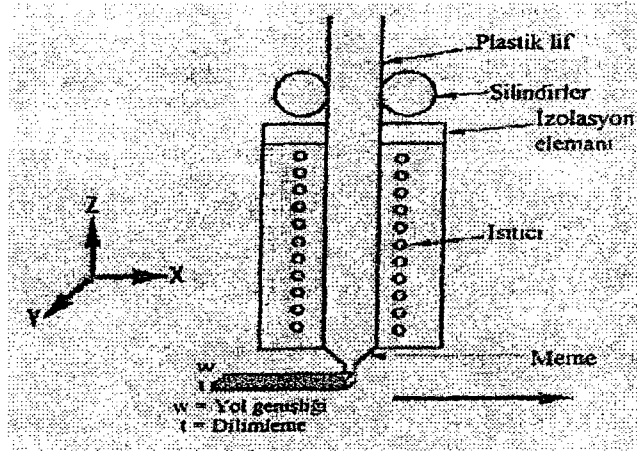 Plastik lif
Silindirler
İzolasyon
elemanı
Z
X
Y
Isıtıcı
Meme
w
t
w = Yol genişliği
t = Dilimleme